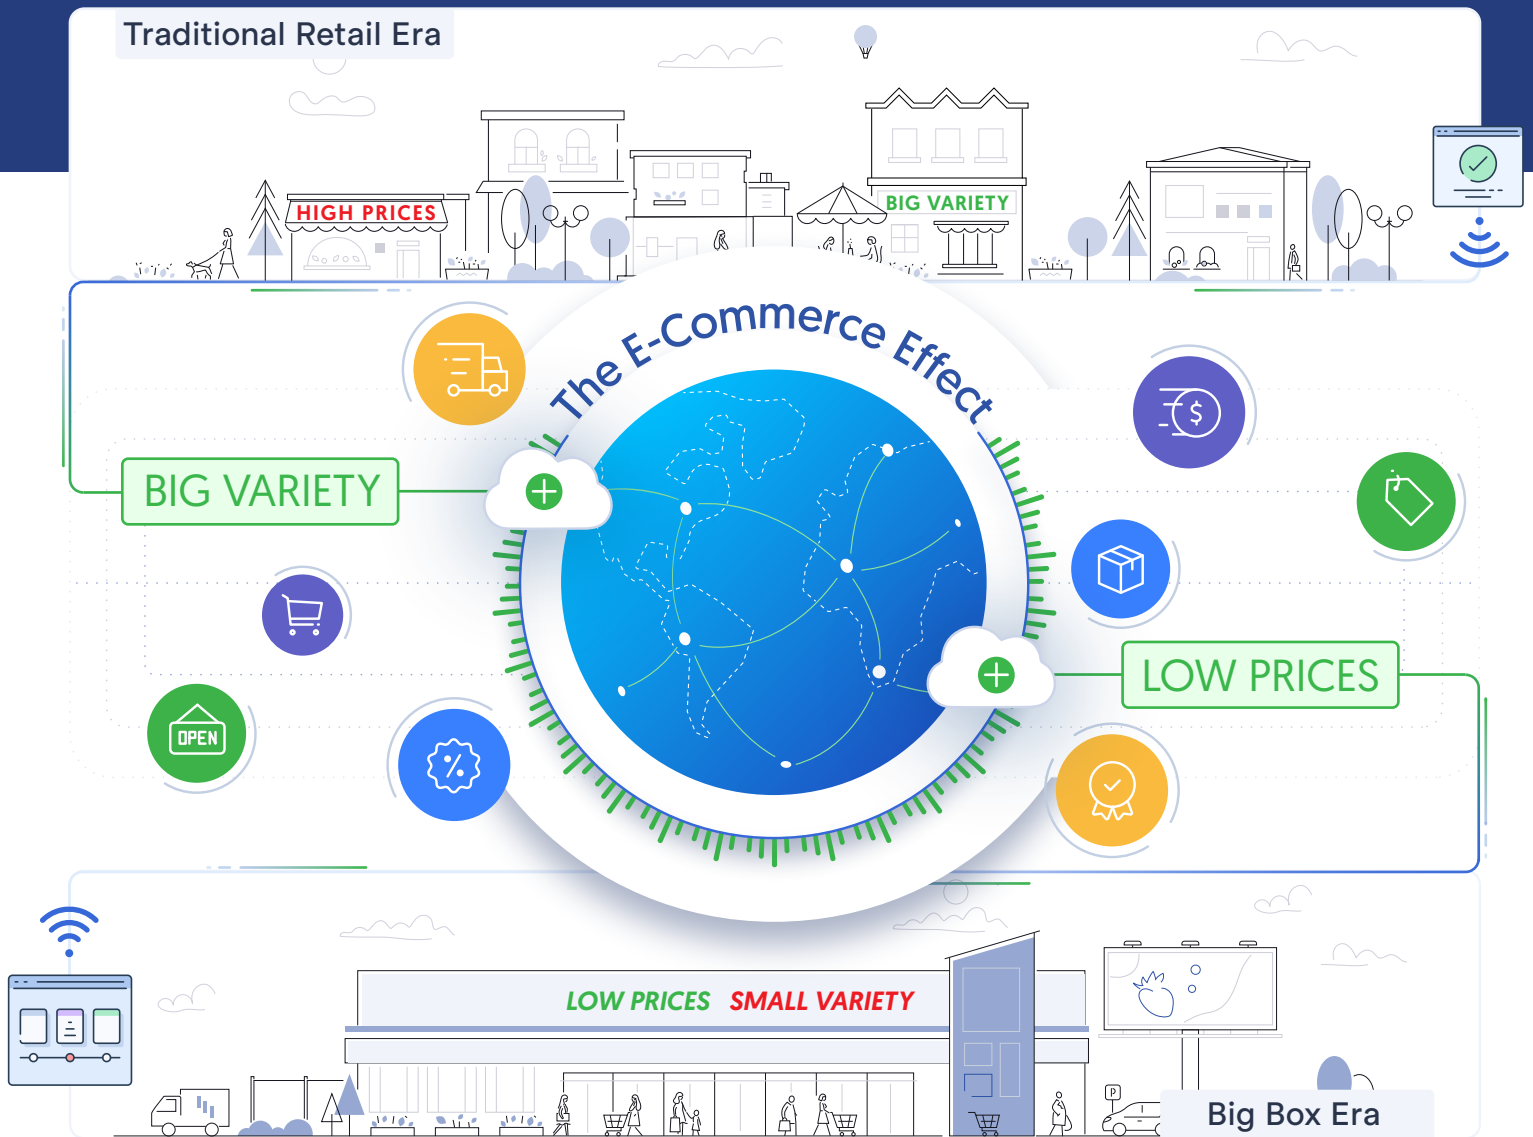 Traditional Retail Era
HIGH PRICES
BIG VARIETY
The E-Commerce Effect
$
BIG VARIETY
LOW PRICES
OPEN
%
LOW PRICES SMALL VARIETY
P
Big Box Era